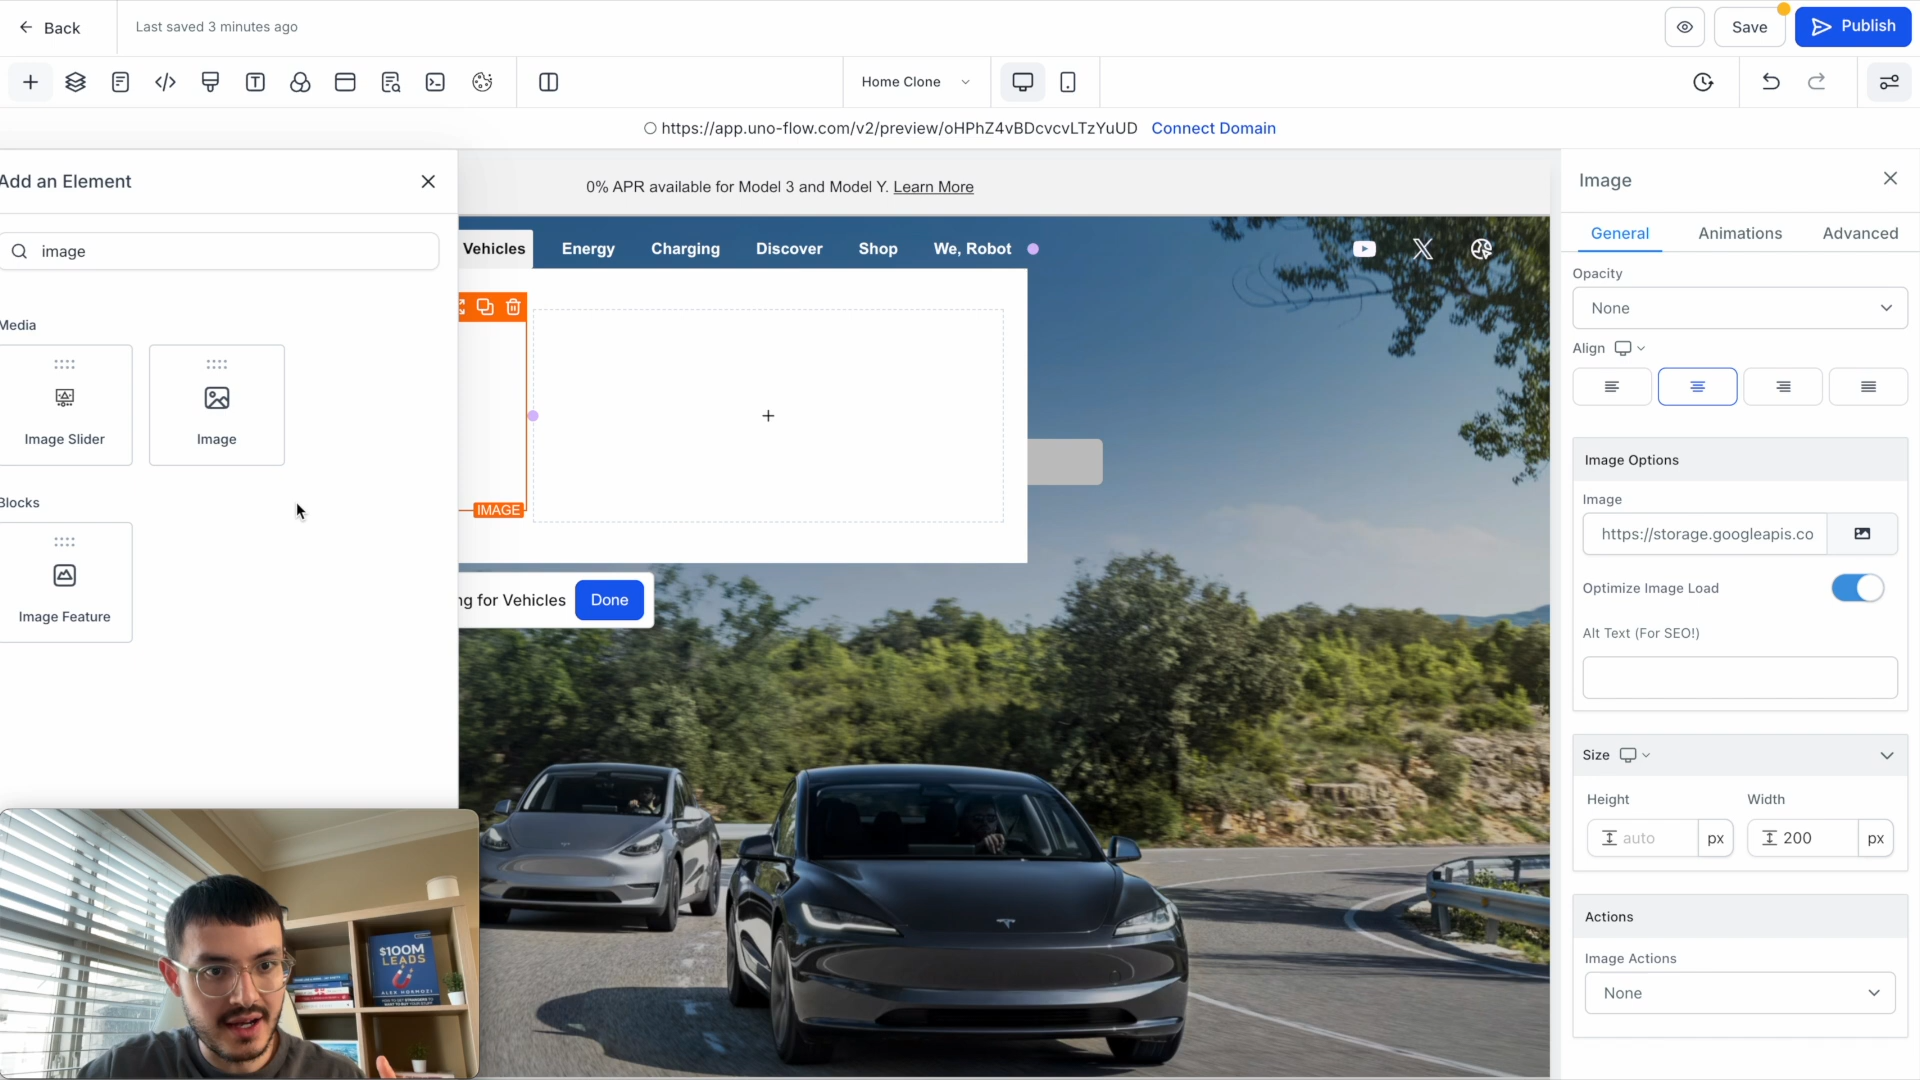 Back
Last saved 3 minutes ago
Save
Publish
Home Clone
https://app.uno-flow.com/v2/preview/oHPhZ4vBDcvcvLTzYuUD Connect Domain
Add an Element
image
Media
Image Slider
Image
Blocks
Image Feature
0% APR available for Model 3 and Model Y. Learn More
Vehicles Energy Charging Discover Shop We, Robot
IMAGE
ng for Vehicles Done
Image
General Animations Advanced
Opacity
None
Align
Image Options
Image
https://storage.googleapis.co
Optimize Image Load
Alt Text (For SEO!)
Size
Height Width
auto px 200 px
Actions
Image Actions
None
$100M
LEADS
ALEX HORMOZI